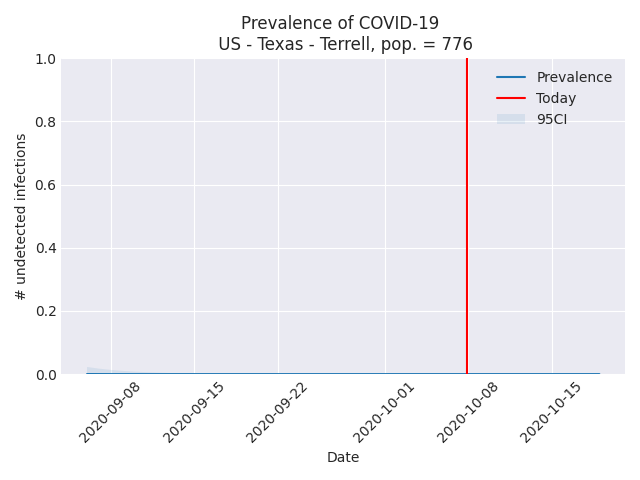 Prevalence of COVID-19
US - Texas - Terrell, pop. = 776
1.0
0.8
0.6
0.4
0.2
0.0
# undetected infections
Prevalence
Today
95CI
2020-09-08
2020-09-15
2020-09-22
2020-10-01
2020-10-08
2020-10-15
Date